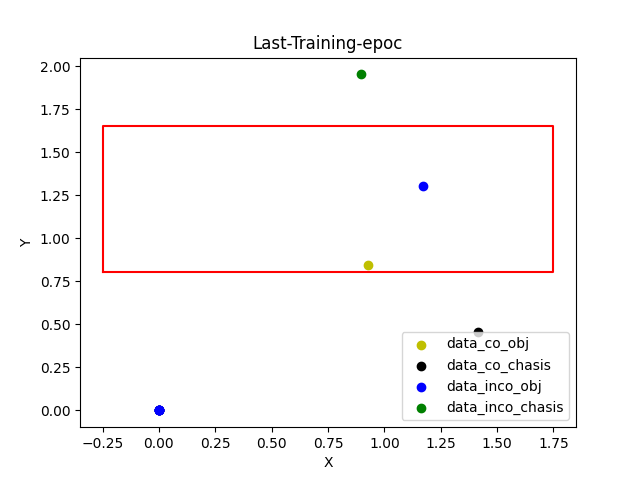 Last-Training-epoc
2.00
1.75
1.50
1.25
1.00
0.75
0.50
0.25
0.00
Y
data_co_obj
data_co_chasis
data_inco_obj
data_inco_chasis
−0.25 0.00 0.25 0.50 0.75 1.00 1.25 1.50 1.75
X